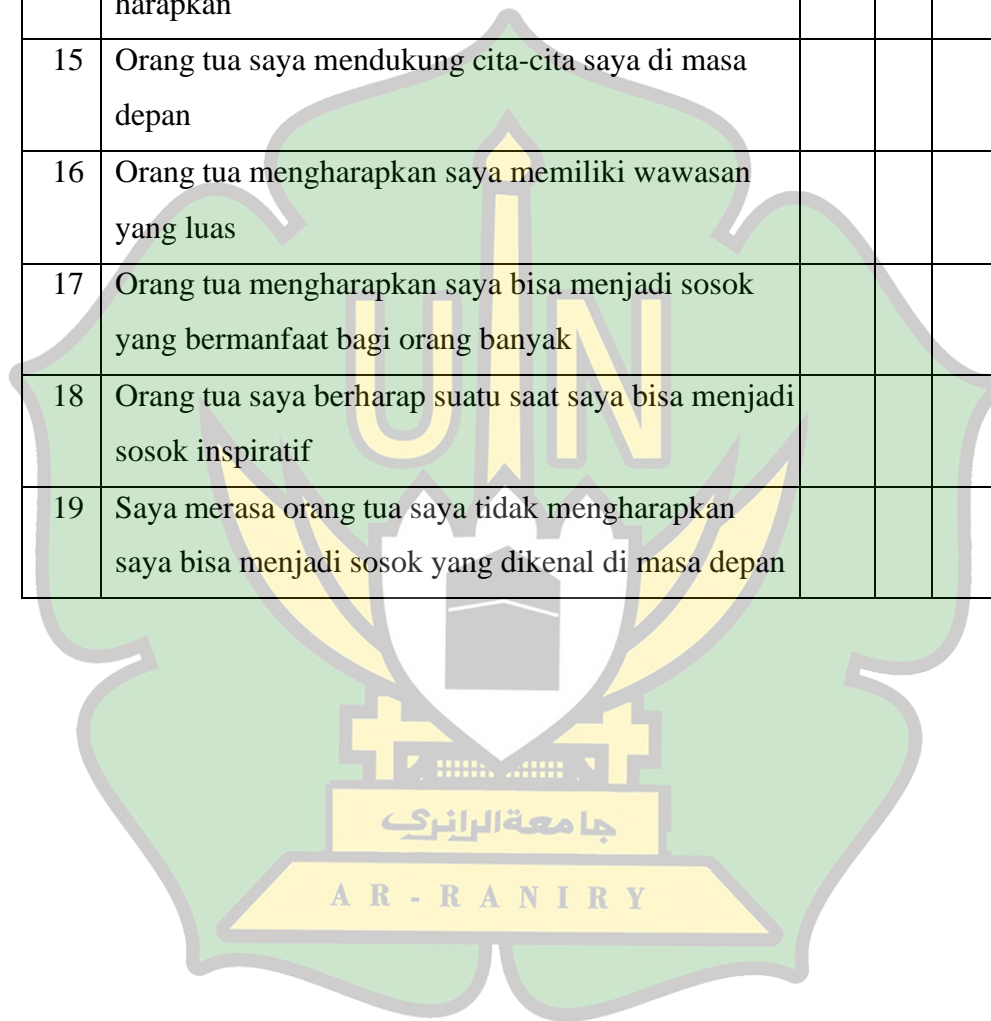 harapkan
15 Orang tua saya mendukung cita-cita saya di masa
depan
16 Orang tua mengharapkan saya memiliki wawasan
yang luas
17 Orang tua mengharapkan saya bisa menjadi sosok
yang bermanfaat bagi orang banyak
18 Orang tua saya berharap suatu saat saya bisa menjadi
sosok inspiratif
19 Saya merasa orang tua saya tidak mengharapkan
saya bisa menjadi sosok yang dikenal di masa depan
UIN
جامعة الرانري
AR-RANIRY